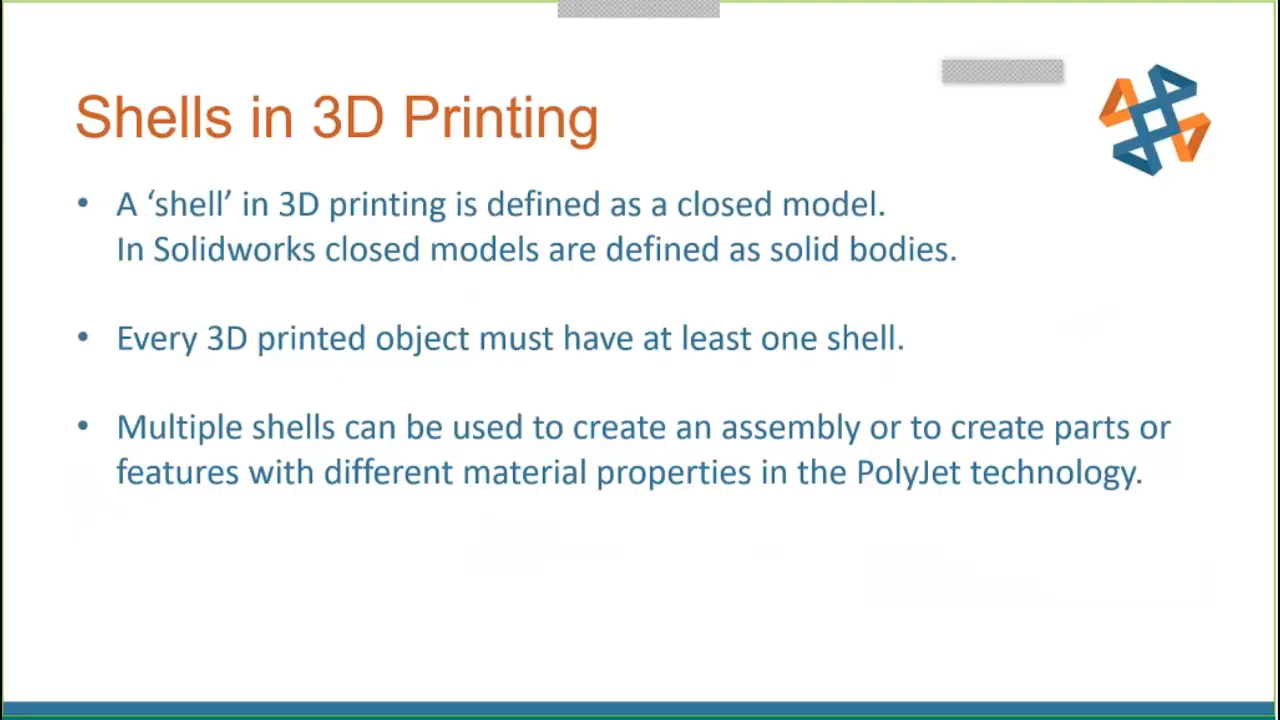 Shells in 3D Printing
• A ‘shell’ in 3D printing is defined as a closed model.
In Solidworks closed models are defined as solid bodies.
• Every 3D printed object must have at least one shell.
• Multiple shells can be used to create an assembly or to create parts or
features with different material properties in the PolyJet technology.